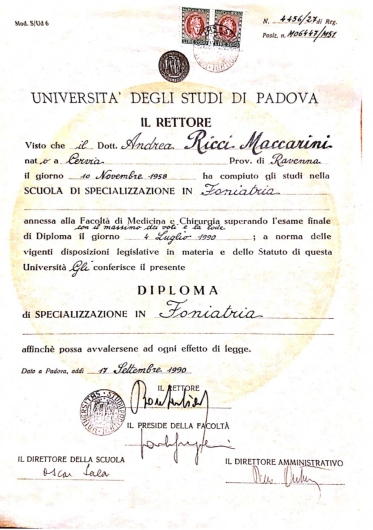 Mod. S/Ud 6
N. 4456/27 di Reg.
Posiz. n. M06447/MSI
UNIVERSITA' DEGLI STUDI DI PADOVA
IL RETTORE
Visto che il Dott. Andrea Ricci Maccarini
nato a Cervia Prov. di Ravenna
il giorno 10 Novembre 1958 ha compiuto gli studi nella
SCUOLA DI SPECIALIZZAZIONE IN Foniatria
annessa alla Facoltà di Medicina e Chirurgia superando l'esame finale
con il massimo dei voti e la lode
di Diploma il giorno 4 Luglio 1990 ; a norma delle
vigenti disposizioni legislative in materia e dello Statuto di questa
Università Gli conferisce il presente
DIPLOMA
di SPECIALIZZAZIONE IN Foniatria
affinchè possa avvalersene ad ogni effetto di legge.
Dato a Padova, addì 17 Settembre 1990
IL RETTORE
IL PRESIDE DELLA FACOLTÀ
IL DIRETTORE DELLA SCUOLA
IL DIRETTORE AMMINISTRATIVO
Oscar Sala